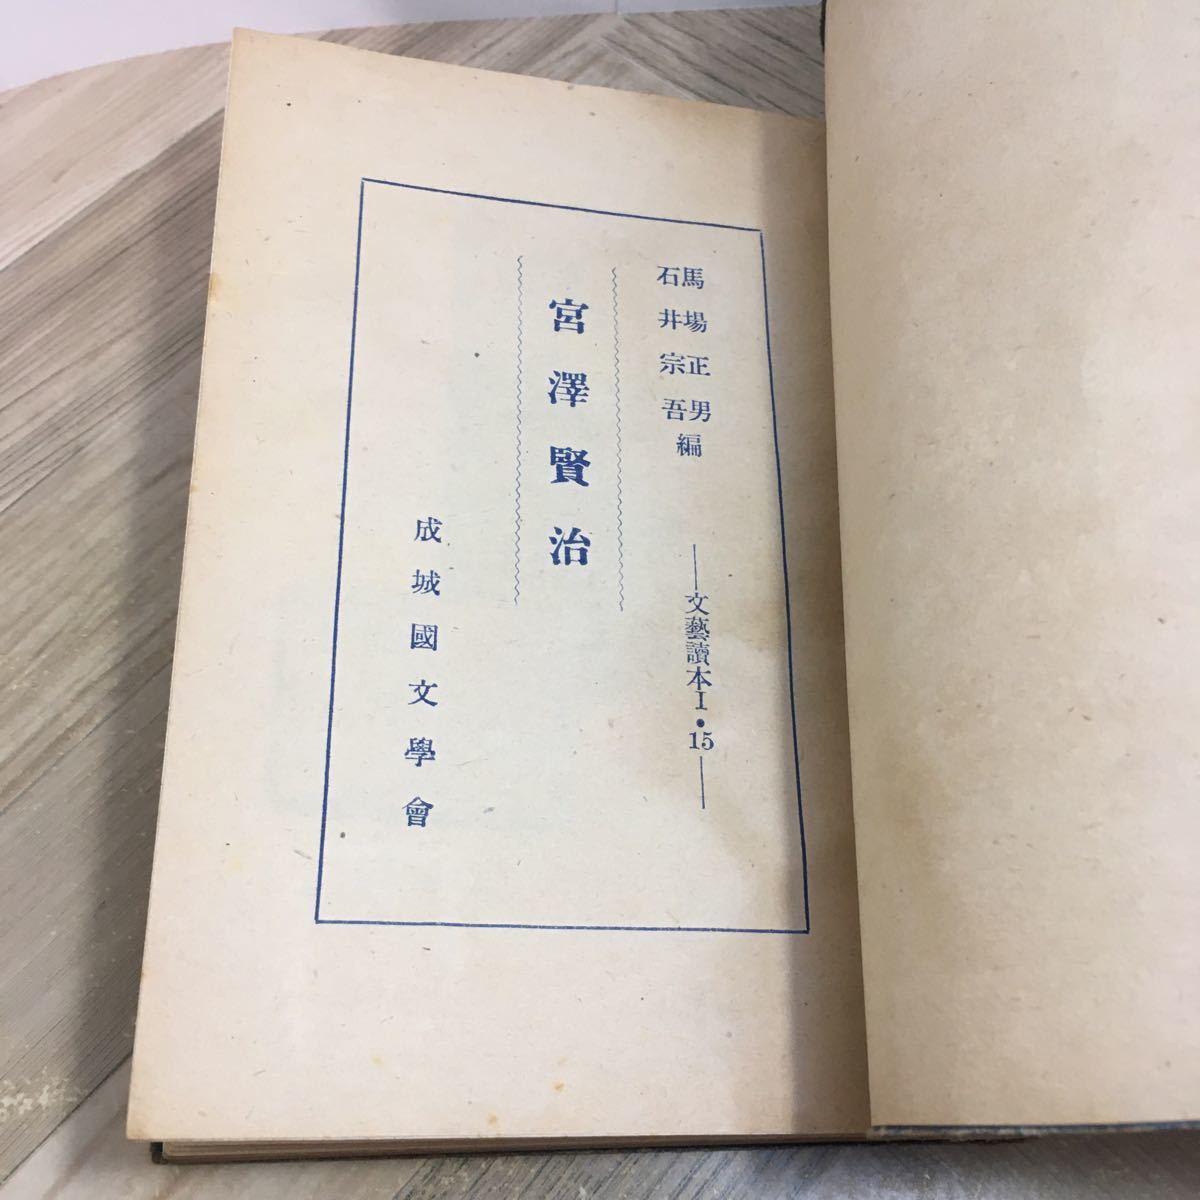 馬場正男
石井宗吾
編
文藝讀本I・15
宮澤賢治
成城國文學會